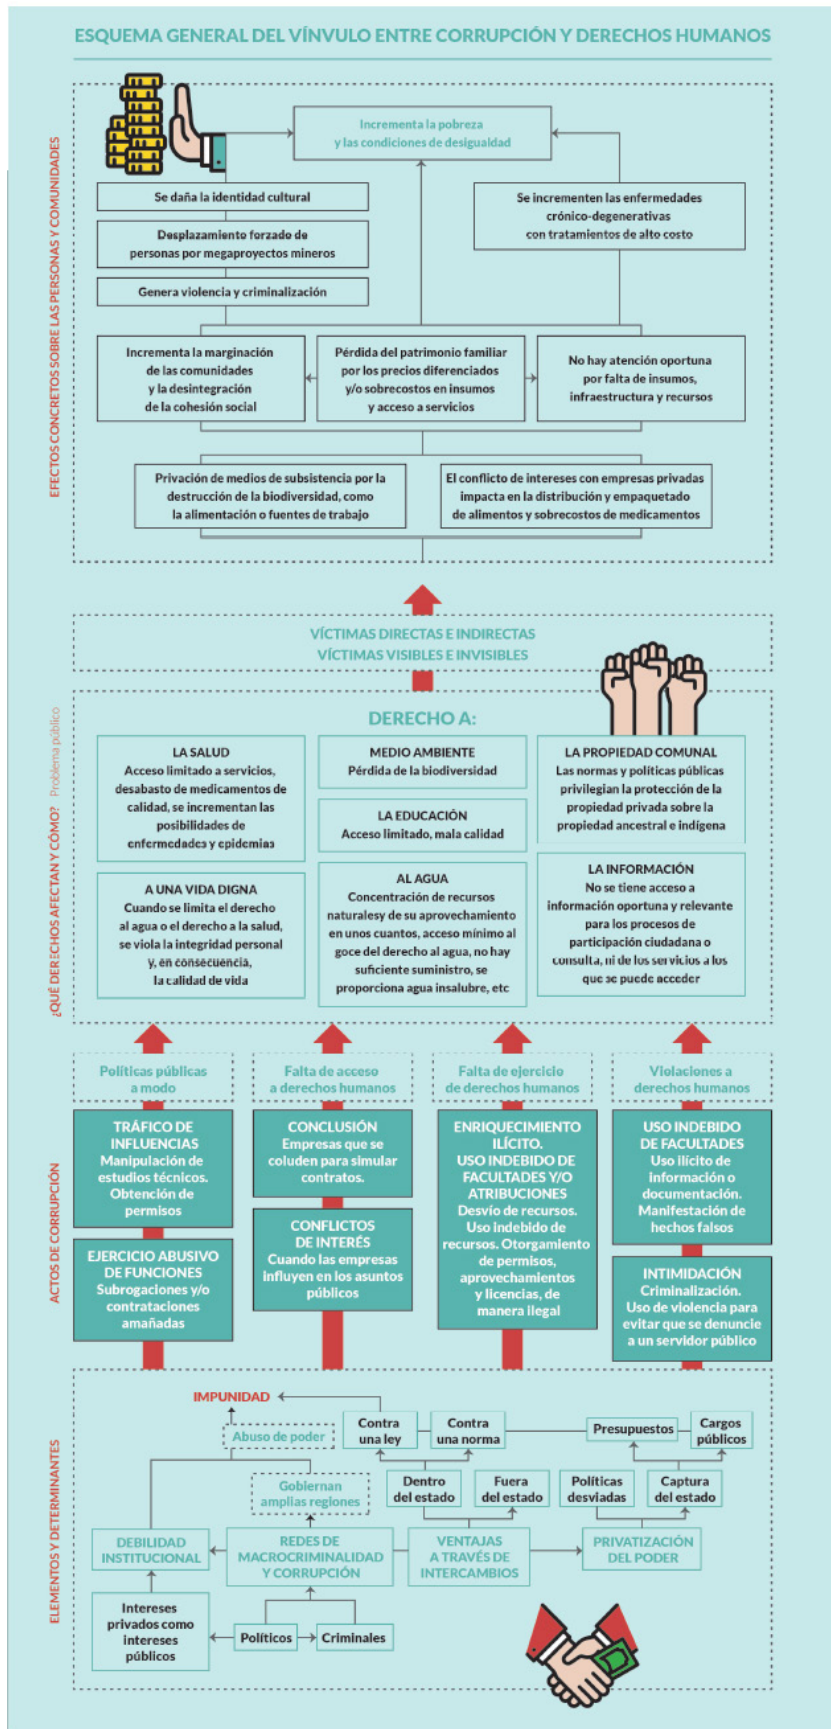 ESQUEMA GENERAL DEL VÍNVULO ENTRE CORRUPCIÓN Y DERECHOS HUMANOS
EFECTOS CONCRETOS SOBRE LAS PERSONAS Y COMUNIDADES
Incrementa la pobreza
y las condiciones de desigualdad
Se daña la identidad cultural
Desplazamiento forzado de
personas por megaproyectos mineros
Genera violencia y criminalización
Se incrementen las enfermedades
crónico-degenerativas
con tratamientos de alto costo
Incrementa la marginación
de las comunidades
y la desintegración
de la cohesión social
Pérdida del patrimonio familiar
por los precios diferenciados
y/o sobrecostos en insumos
y acceso a servicios
No hay atención oportuna
por falta de insumos,
infraestructura y recursos
Privación de medios de subsistencia por la
destrucción de la biodiversidad, como
la alimentación o fuentes de trabajo
El conflicto de intereses con empresas privadas
impacta en la distribución y empaquetado
de alimentos y sobrecostos de medicamentos
VÍCTIMAS DIRECTAS E INDIRECTAS
VÍCTIMAS VISIBLES E INVISIBLES
¿QUÉ DERECHOS AFECTAN Y CÓMO? Problema público
DERECHO A:
LA SALUD
Acceso limitado a servicios,
desabasto de medicamentos de
calidad, se incrementan las
posibilidades de
enfermedades y epidemias
A UNA VIDA DIGNA
Cuando se limita el derecho
al agua o el derecho a la salud,
se viola la integridad personal
y, en consecuencia,
la calidad de vida
MEDIO AMBIENTE
Pérdida de la biodiversidad
LA EDUCACIÓN
Acceso limitado, mala calidad
AL AGUA
Concentración de recursos
naturalesy de su aprovechamiento
en unos cuantos, acceso mínimo al
goce del derecho al agua, no hay
suficiente suministro, se
proporciona agua insalubre, etc
LA PROPIEDAD COMUNAL
Las normas y políticas públicas
privilegian la protección de la
propiedad privada sobre la
propiedad ancestral e indígena
LA INFORMACIÓN
No se tiene acceso a
información oportuna y relevante
para los procesos de
participación ciudadana o
consulta, ni de los servicios a los
que se puede acceder
ACTOS DE CORRUPCIÓN
Políticas públicas
a modo
TRÁFICO DE
INFLUENCIAS
Manipulación de
estudios técnicos.
Obtención de
permisos
EJERCICIO ABUSIVO
DE FUNCIONES
Subrogaciones y/o
contrataciones
amañadas
Falta de acceso
a derechos humanos
CONCLUSIÓN
Empresas que se
coluden para simular
contratos.
CONFLICTOS
DE INTERÉS
Cuando las empresas
Influyen en los asuntos
públicos
Falta de ejercicio
de derechos humanos
ENRIQUECIMIENTO
ILÍCITO.
USO INDEBIDO DE
FACULTADES Y/O
ATRIBUCIONES
Desvío de recursos.
Uso indebido de
recursos. Otorgamiento
de permisos,
aprovechamientos
y licencias, de
manera ilegal
Violaciones a
derechos humanos
USO INDEBIDO
DE FACULTADES
Uso ilícito de
información o
documentación.
Manifestación de
hechos falsos
INTIMIDACIÓN
Criminalización.
Uso de violencia para
evitar que se denuncie
a un servidor público
ELEMENTOS Y DETERMINANTES
IMPUNIDAD
Abuso de poder
Contra
una ley
Contra
una norma
Presupuestos
Cargos
públicos
Gobiernan
amplias regiones
Dentro
del estado
Fuera
del estado
Políticas
desviadas
Captura
del estado
DEBILIDAD
INSTITUCIONAL
REDES DE
MACROCRIMINALIDAD
Y CORRUPCIÓN
VENTAJAS
A TRAVÉS DE
INTERCAMBIOS
PRIVATIZACIÓN
DEL PODER
Intereses
privados como
intereses
públicos
Políticos
Criminales